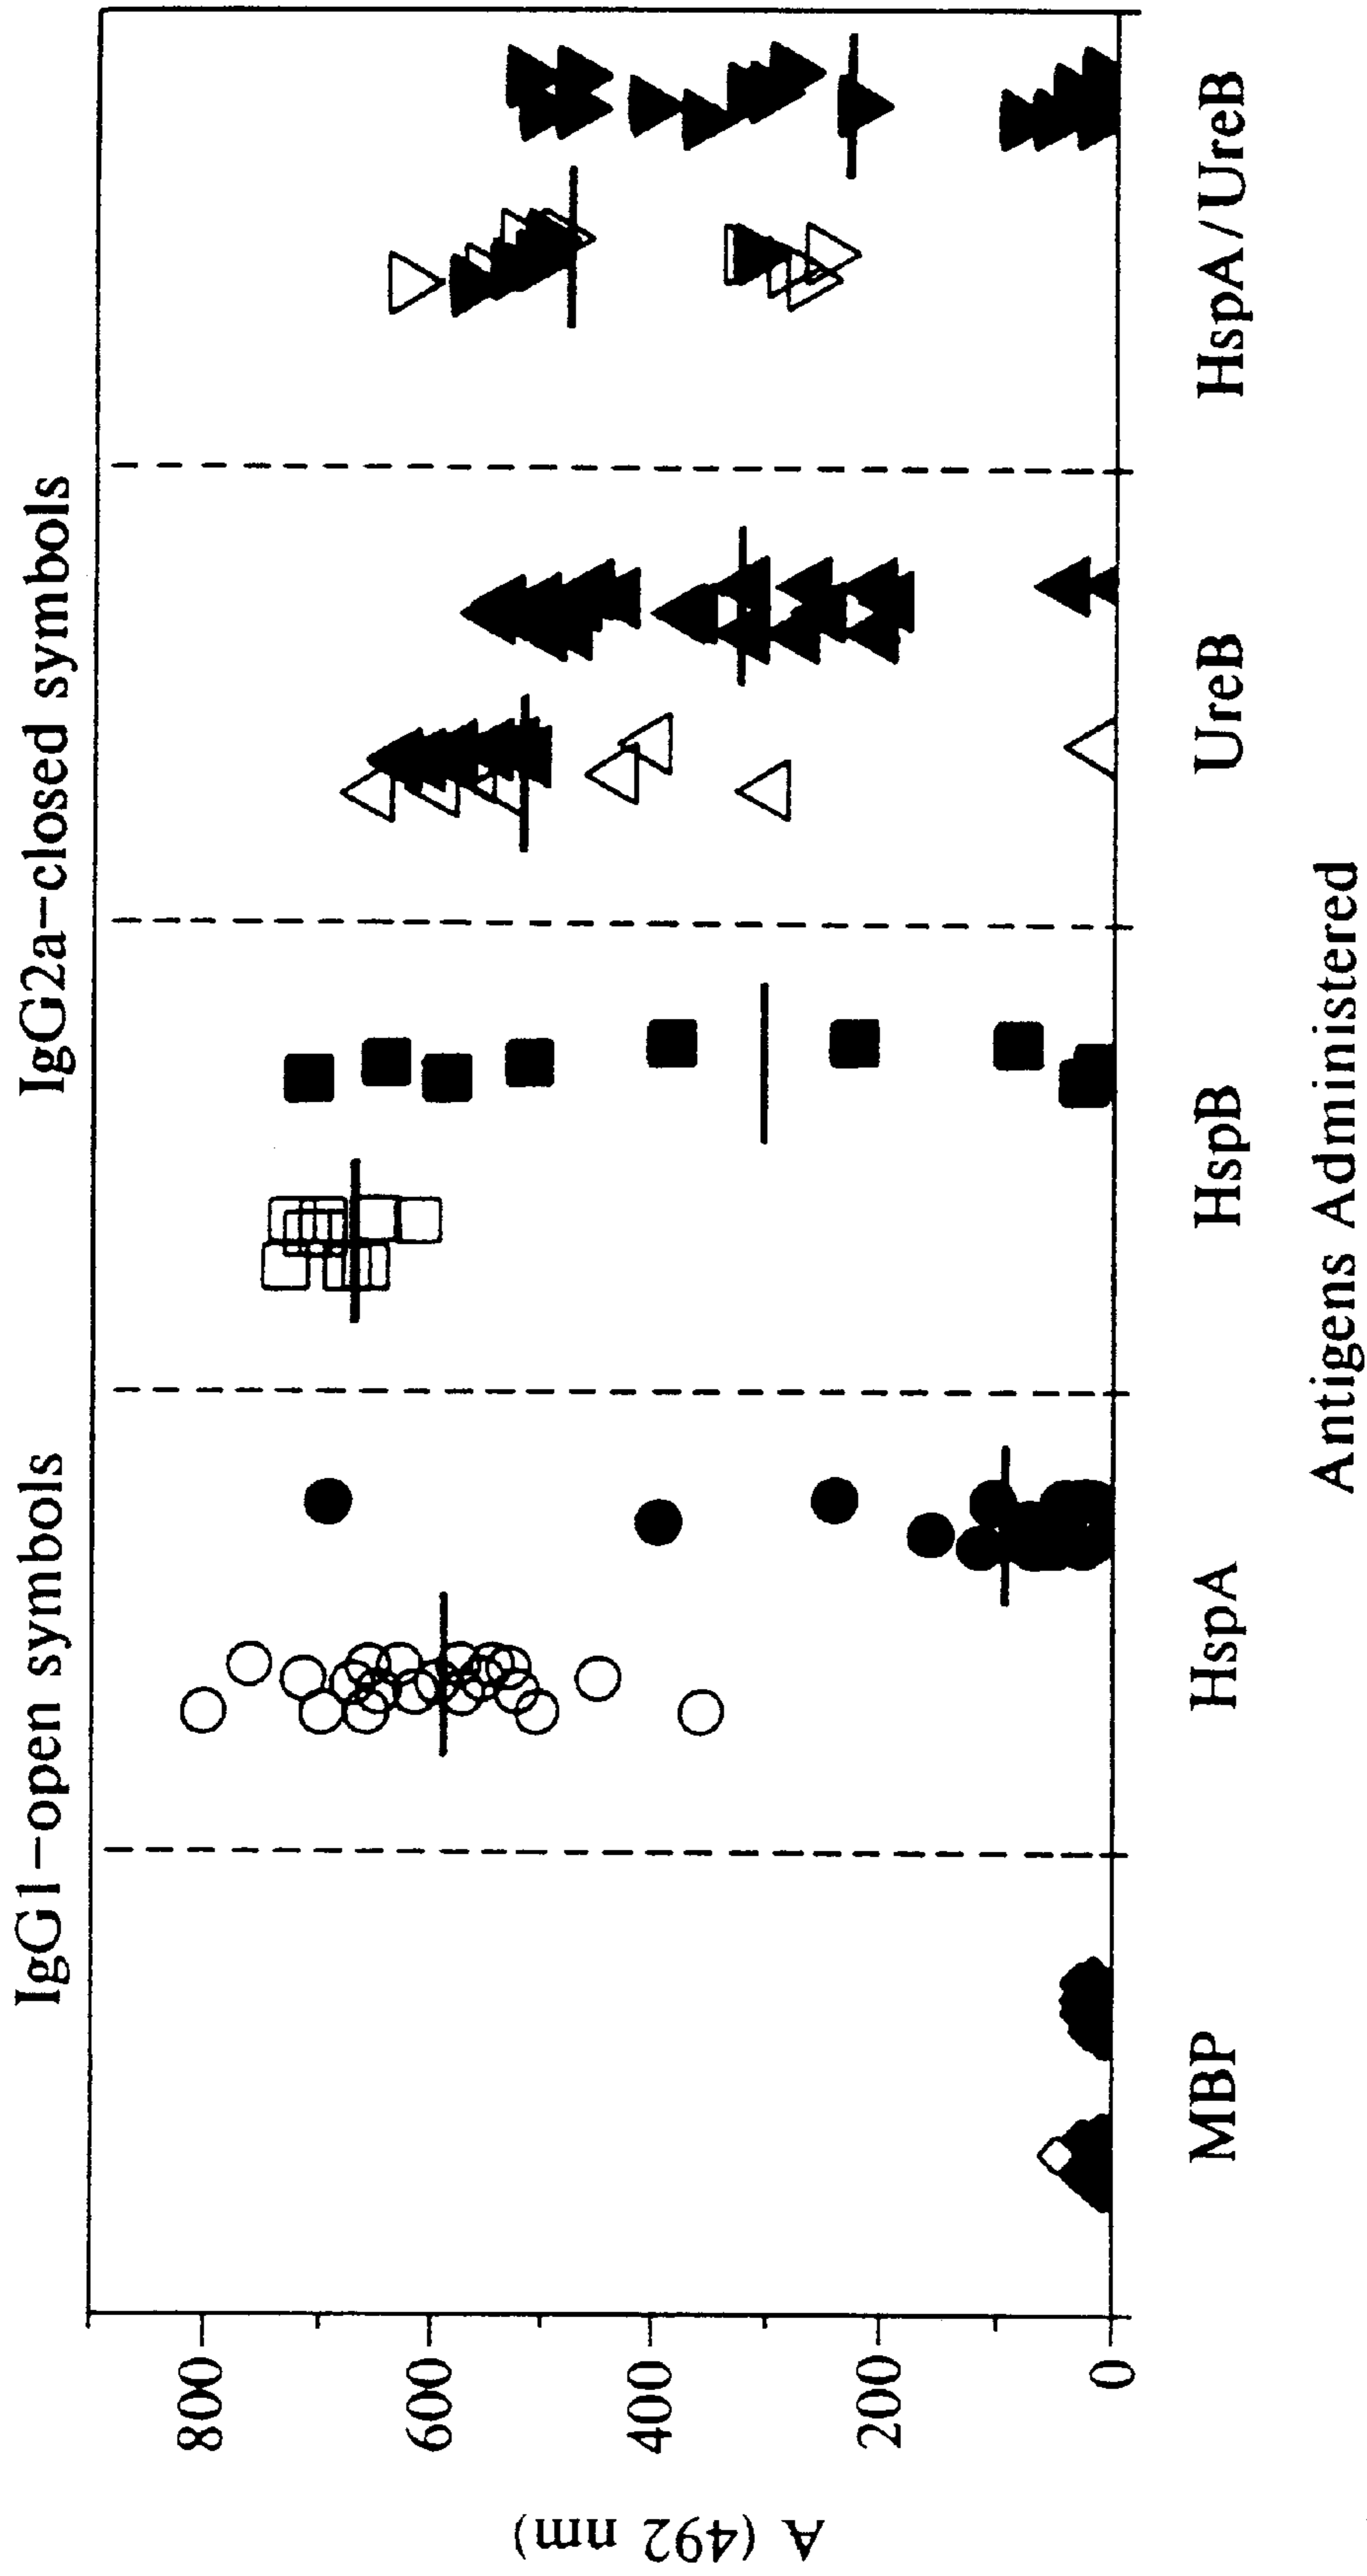 IgG1-open symbols
IgG2a-closed symbols
A (492 nm)
800
600
400
200
0
MBP
HspA
HspB
UreB
HspA/UreB
Antigens Administered